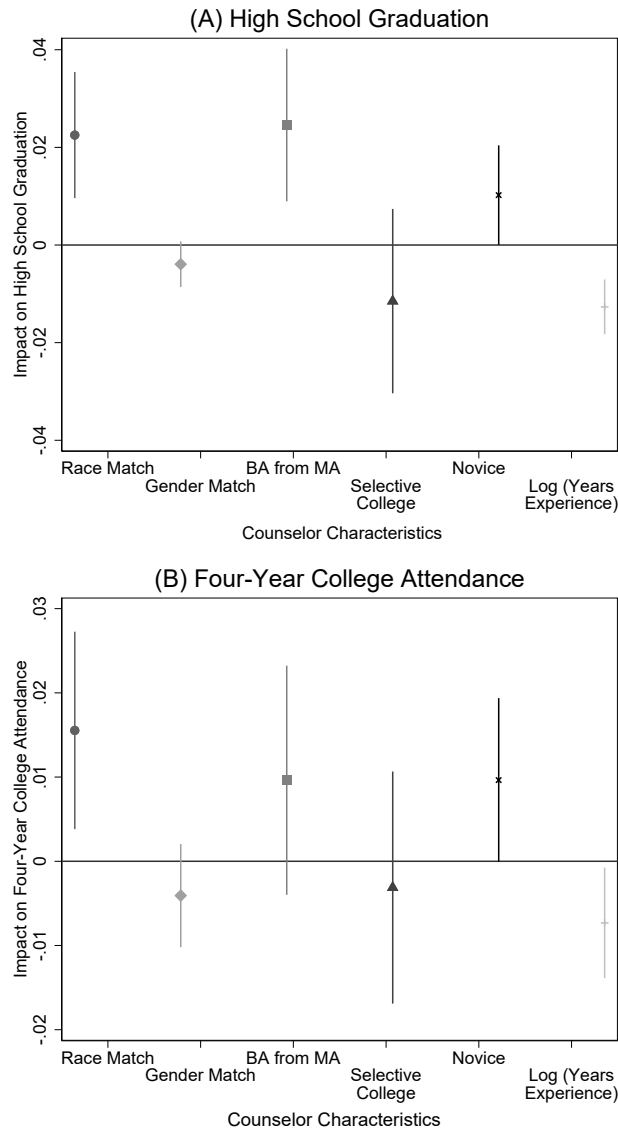 (A) High School Graduation
Impact on High School Graduation
.04
.02
0
-.02
-.04
Race Match
Gender Match
BA from MA
Selective
College
Novice
Log (Years
Experience)
Counselor Characteristics
(B) Four-Year College Attendance
Impact on Four-Year College Attendance
.03
.02
.01
0
-.01
-.02
Race Match
Gender Match
BA from MA
Selective
College
Novice
Log (Years
Experience)
Counselor Characteristics